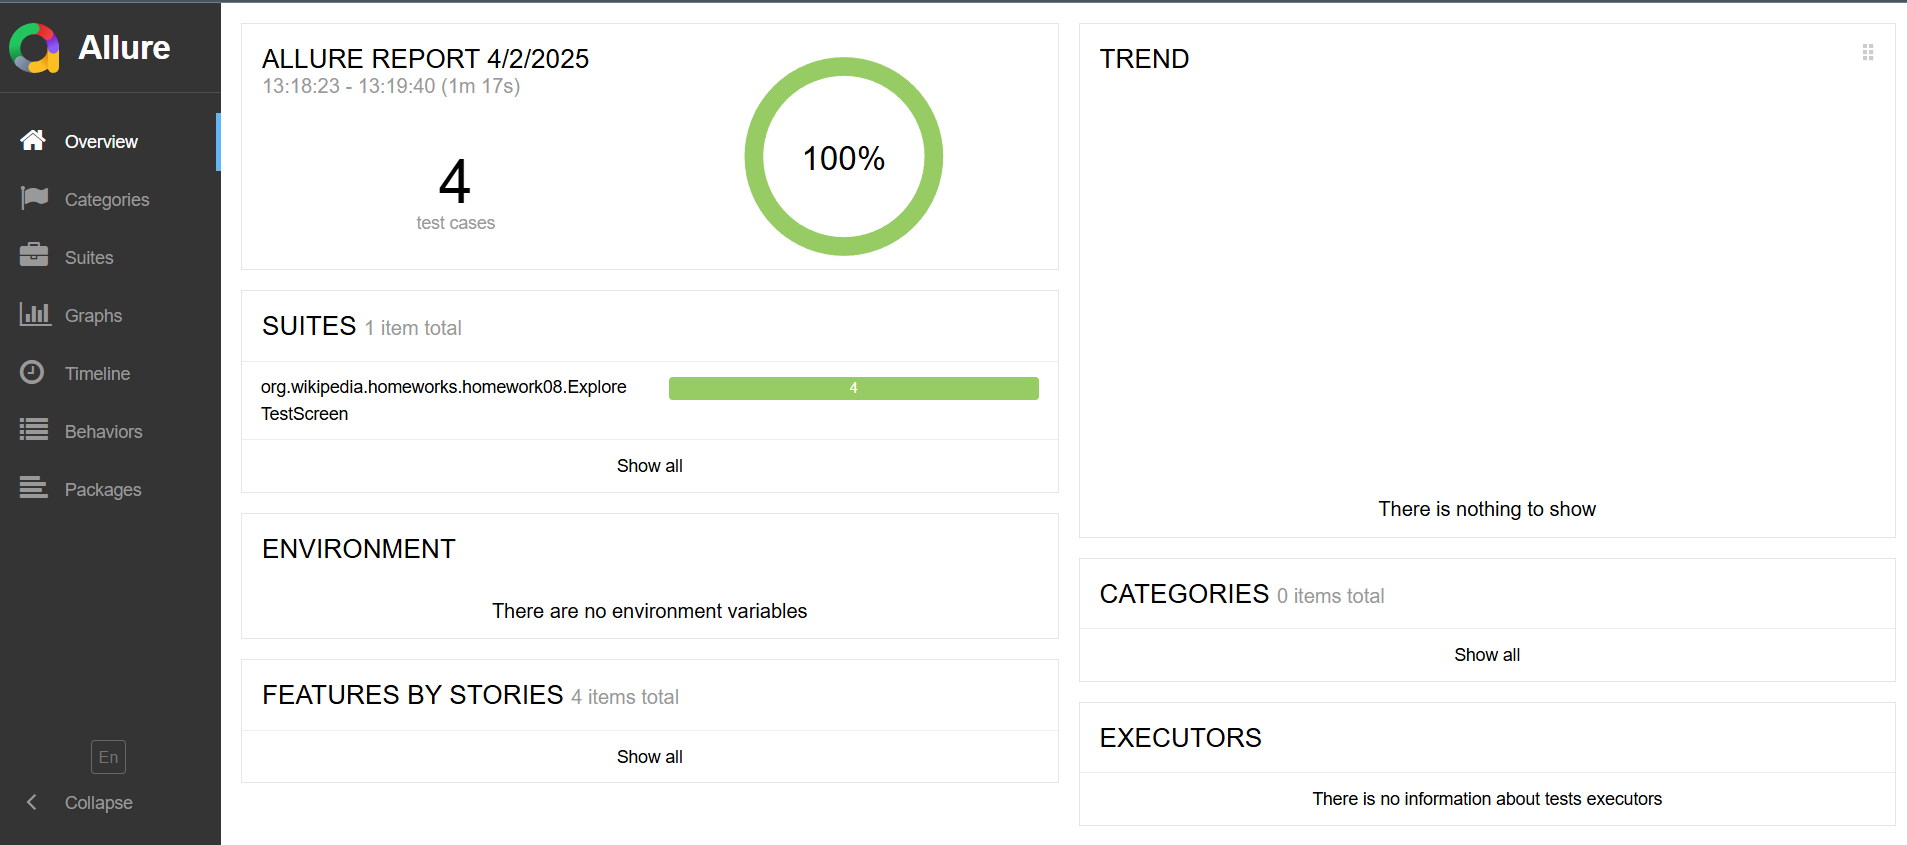 Allure
Overview
Categories
Suites
Graphs
Timeline
Behaviors
Packages
En
Collapse
ALLURE REPORT 4/2/2025
13:18:23 - 13:19:40 (1m 17s)
4
test cases
100%
SUITES 1 item total
org.wikipedia.homeworks.homework08.Explore
TestScreen
4
Show all
ENVIRONMENT
There are no environment variables
FEATURES BY STORIES 4 items total
Show all
TREND
There is nothing to show
CATEGORIES 0 items total
Show all
EXECUTORS
There is no information about tests executors